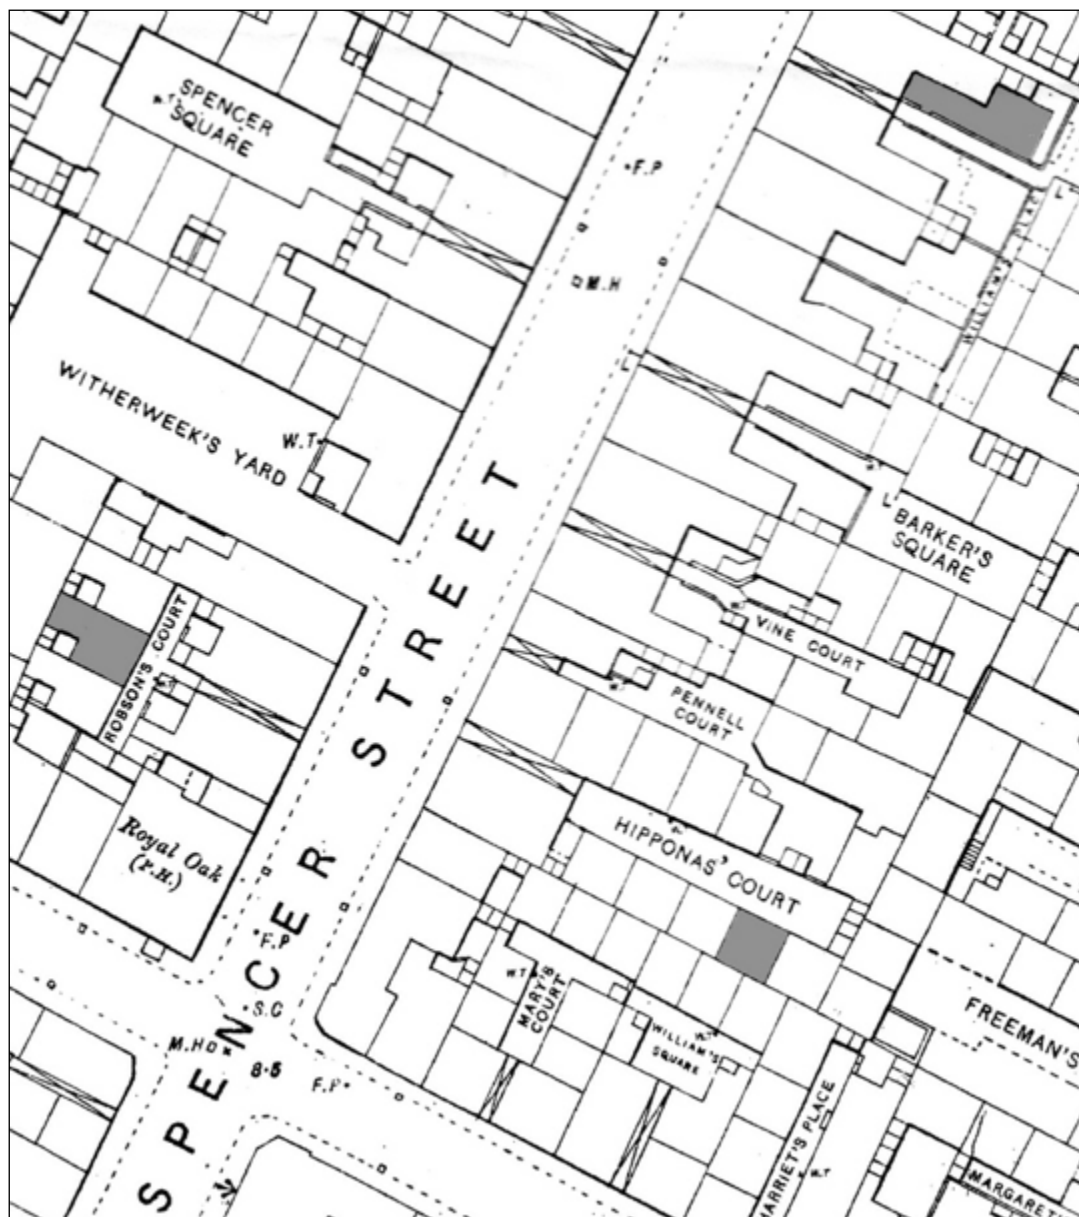 SPENCER
SQUARE
W.T
F.P
M.H
WILLIAM'S
L
L
WITHERWEEK'S YARD
W.T
L
BARKER'S
SQUARE
VINE COURT
PENNELL
COURT
ROBSON'S COURT
HIPPONAS' COURT
Royal Oak
(P.H.)
SPENCER STREET
F.P
S.C
M.H
8·5
F.P
W.T
MARY'S
COURT
WILLIAM'S
SQUARE
FREEMAN'S
HARRIET'S PLACE
W.T
MARGARET